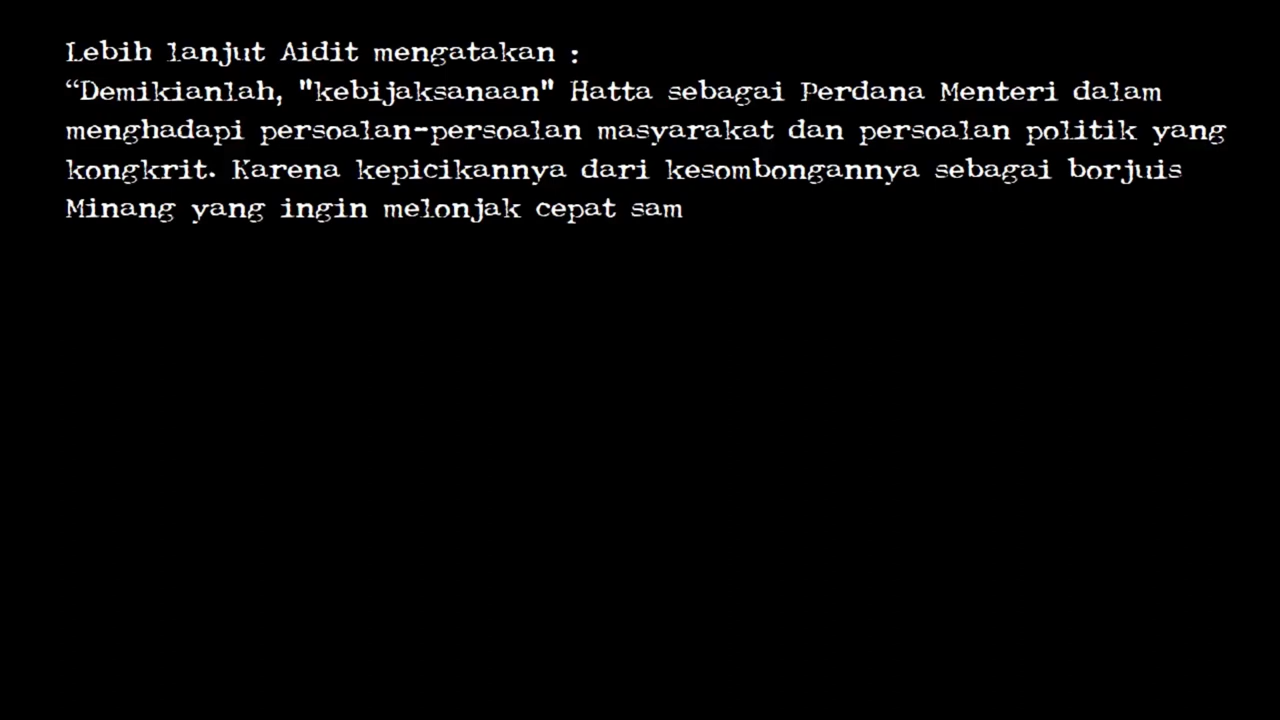 Lebih lanjut Aidit mengatakan :
“Demikianlah, "kebijaksanaan" Hatta sebagai Perdana Menteri dalam
menghadapi persoalan-persoalan masyarakat dan persoalan politik yang
kongkrit. Karena kepicikannya dari kesombongannya sebagai borjuis
Minang yang ingin melonjak cepat sam